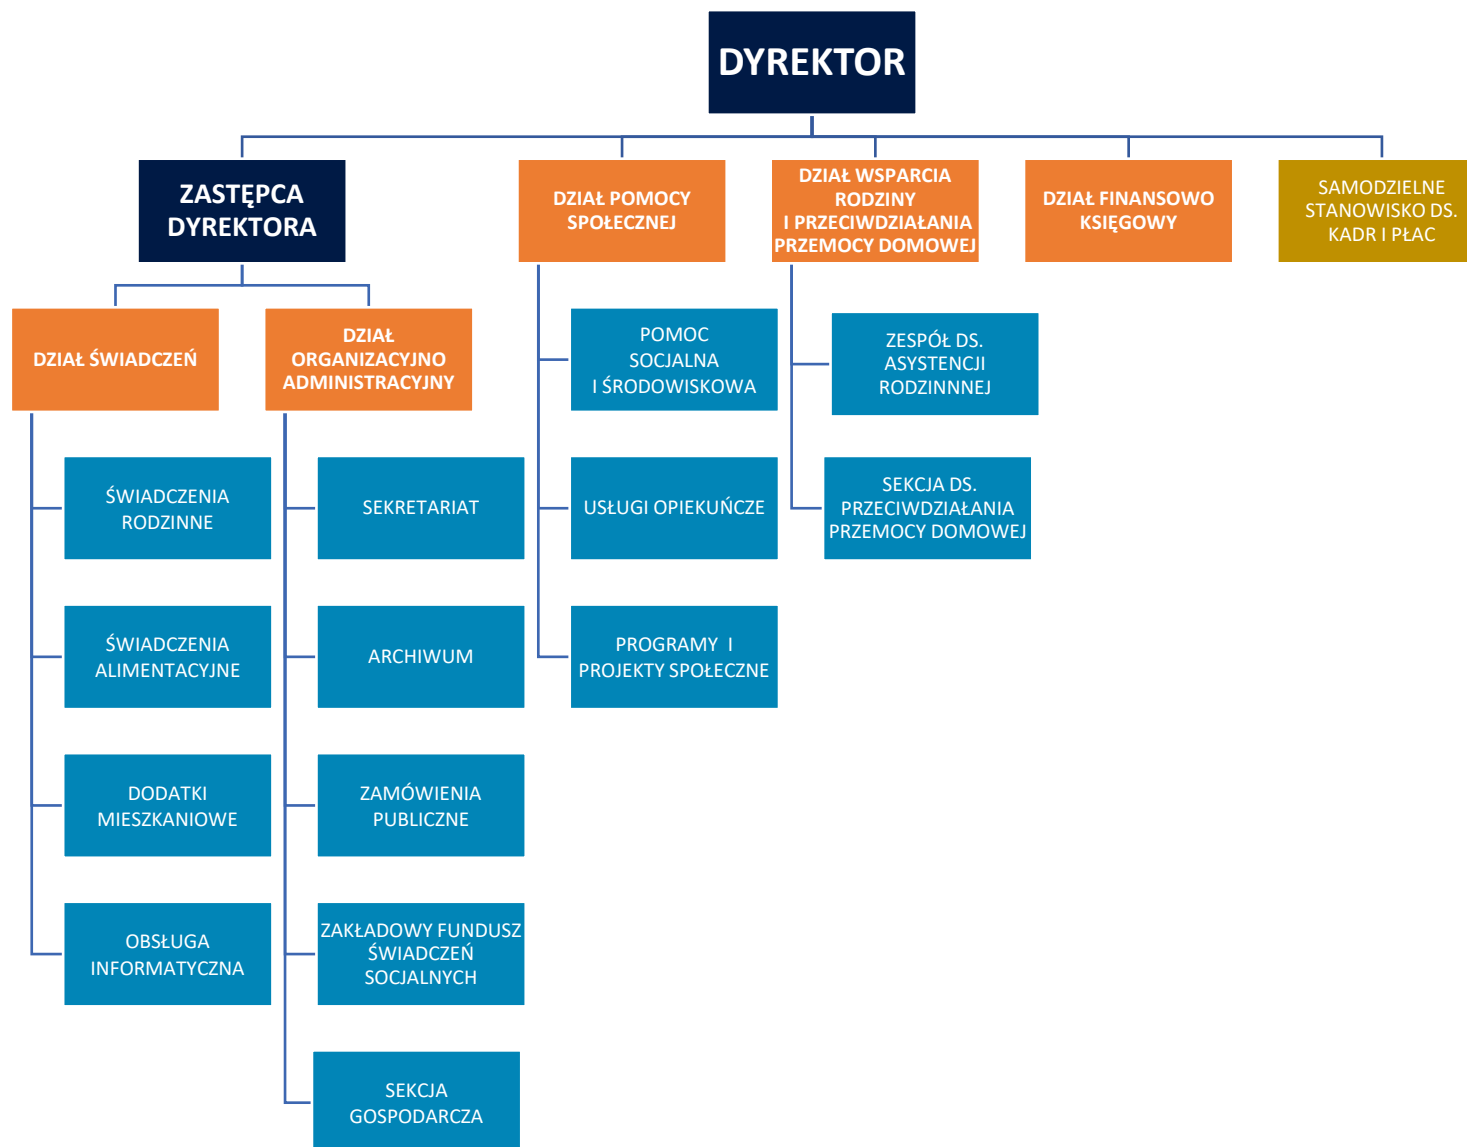 DYREKTOR
ZASTĘPCA
DYREKTORA
DZIAŁ POMOCY
SPOŁECZNEJ
DZIAŁ WSPARCIA
RODZINY
I PRZECIWDZIAŁANIA
PRZEMOCY DOMOWEJ
DZIAŁ FINANSOWO
KSIĘGOWY
SAMODZIELNE
STANOWISKO DS.
KADR I PŁAC
DZIAŁ ŚWIADCZEŃ
DZIAŁ
ORGANIZACYJNO
ADMINISTRACYJNY
POMOC
SOCJALNA
I ŚRODOWISKOWA
ZESPÓŁ DS.
ASYSTENCJI
RODZINNNEJ
ŚWIADCZENIA
RODZINNE
SEKRETARIAT
USŁUGI OPIEKUŃCZE
SEKCJA DS.
PRZECIWDZIAŁANIA
PRZEMOCY DOMOWEJ
ŚWIADCZENIA
ALIMENTACYJNE
ARCHIWUM
PROGRAMY I
PROJEKTY SPOŁECZNE
DODATKI
MIESZKANIOWE
ZAMÓWIENIA
PUBLICZNE
OBSŁUGA
INFORMATYCZNA
ZAKŁADOWY FUNDUSZ
ŚWIADCZEŃ
SOCJALNYCH
SEKCJA
GOSPODARCZA